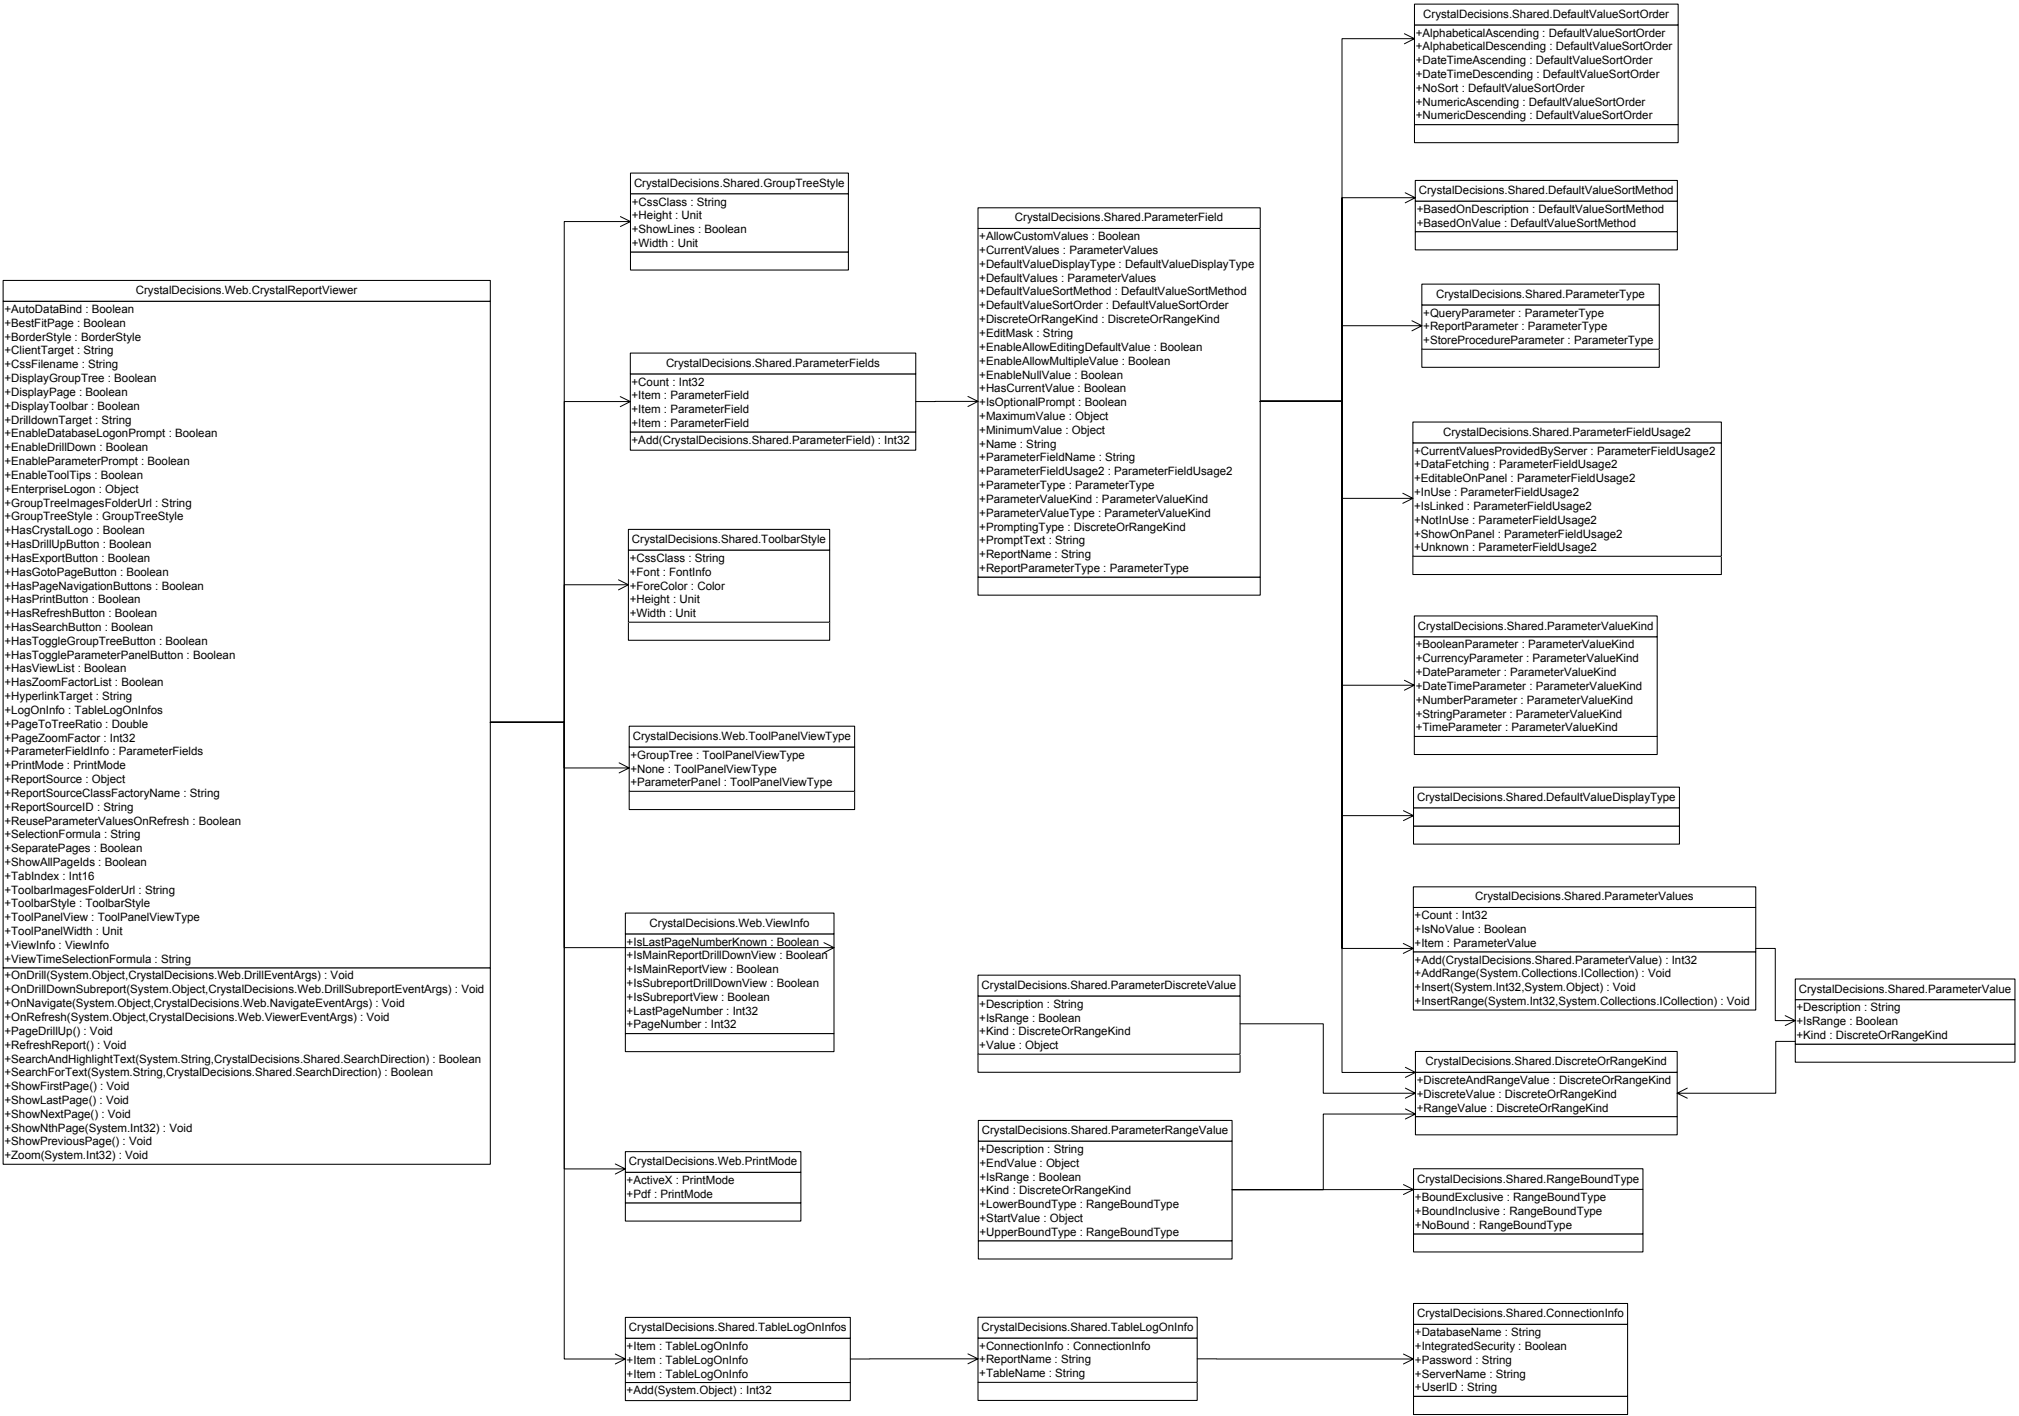 CrystalDecisions.Web.CrystalReportViewer
+AutoDataBind : Boolean
+BestFitPage : Boolean
+BorderStyle : BorderStyle
+ClientTarget : String
+CssFilename : String
+DisplayGroupTree : Boolean
+DisplayPage : Boolean
+DisplayToolbar : Boolean
+DrilldownTarget : String
+EnableDatabaseLogonPrompt : Boolean
+EnableDrillDown : Boolean
+EnableParameterPrompt : Boolean
+EnableToolTips : Boolean
+EnterpriseLogon : Object
+GroupTreeImagesFolderUrl : String
+GroupTreeStyle : GroupTreeStyle
+HasCrystalLogo : Boolean
+HasDrillUpButton : Boolean
+HasExportButton : Boolean
+HasGotoPageButton : Boolean
+HasPageNavigationButtons : Boolean
+HasPrintButton : Boolean
+HasRefreshButton : Boolean
+HasSearchButton : Boolean
+HasToggleGroupTreeButton : Boolean
+HasToggleParameterPanelButton : Boolean
+HasViewList : Boolean
+HasZoomFactorList : Boolean
+HyperlinkTarget : String
+LogOnInfo : TableLogOnInfos
+PageToTreeRatio : Double
+PageZoomFactor : Int32
+ParameterFieldInfo : ParameterFields
+PrintMode : PrintMode
+ReportSource : Object
+ReportSourceClassFactoryName : String
+ReportSourceID : String
+ReuseParameterValuesOnRefresh : Boolean
+SelectionFormula : String
+SeparatePages : Boolean
+ShowAllPageIds : Boolean
+TabIndex : Int16
+ToolbarImagesFolderUrl : String
+ToolbarStyle : ToolbarStyle
+ToolPanelView : ToolPanelViewType
+ToolPanelWidth : Unit
+ViewInfo : ViewInfo
+ViewTimeSelectionFormula : String
+OnDrill(System.Object,CrystalDecisions.Web.DrillEventArgs) : Void
+OnDrillDownSubreport(System.Object,CrystalDecisions.Web.DrillSubreportEventArgs) : Void
+OnNavigate(System.Object,CrystalDecisions.Web.NavigateEventArgs) : Void
+OnRefresh(System.Object,CrystalDecisions.Web.ViewerEventArgs) : Void
+PageDrillUp() : Void
+RefreshReport() : Void
+SearchAndHighlightText(System.String,CrystalDecisions.Shared.SearchDirection) : Boolean
+SearchForText(System.String,CrystalDecisions.Shared.SearchDirection) : Boolean
+ShowFirstPage() : Void
+ShowLastPage() : Void
+ShowNextPage() : Void
+ShowNthPage(System.Int32) : Void
+ShowPreviousPage() : Void
+Zoom(System.Int32) : Void
CrystalDecisions.Shared.GroupTreeStyle
+CssClass : String
+Height : Unit
+ShowLines : Boolean
+Width : Unit
CrystalDecisions.Shared.ParameterFields
+Count : Int32
+Item : ParameterField
+Item : ParameterField
+Item : ParameterField
+Add(CrystalDecisions.Shared.ParameterField) : Int32
CrystalDecisions.Shared.ToolbarStyle
+CssClass : String
+Font : FontInfo
+ForeColor : Color
+Height : Unit
+Width : Unit
CrystalDecisions.Web.ToolPanelViewType
+GroupTree : ToolPanelViewType
+None : ToolPanelViewType
+ParameterPanel : ToolPanelViewType
CrystalDecisions.Web.ViewInfo
+IsLastPageNumberKnown : Boolean
+IsMainReportDrillDownView : Boolean
+IsMainReportView : Boolean
+IsSubreportDrillDownView : Boolean
+IsSubreportView : Boolean
+LastPageNumber : Int32
+PageNumber : Int32
CrystalDecisions.Web.PrintMode
+ActiveX : PrintMode
+Pdf : PrintMode
CrystalDecisions.Shared.TableLogOnInfos
+Item : TableLogOnInfo
+Item : TableLogOnInfo
+Item : TableLogOnInfo
+Add(System.Object) : Int32
CrystalDecisions.Shared.ParameterField
+AllowCustomValues : Boolean
+CurrentValues : ParameterValues
+DefaultValueDisplayType : DefaultValueDisplayType
+DefaultValues : ParameterValues
+DefaultValueSortMethod : DefaultValueSortMethod
+DefaultValueSortOrder : DefaultValueSortOrder
+DiscreteOrRangeKind : DiscreteOrRangeKind
+EditMask : String
+EnableAllowEditingDefaultValue : Boolean
+EnableAllowMultipleValue : Boolean
+EnableNullValue : Boolean
+HasCurrentValue : Boolean
+IsOptionalPrompt : Boolean
+MaximumValue : Object
+MinimumValue : Object
+Name : String
+ParameterFieldName : String
+ParameterFieldUsage2 : ParameterFieldUsage2
+ParameterType : ParameterType
+ParameterValueKind : ParameterValueKind
+ParameterValueType : ParameterValueKind
+PromptingType : DiscreteOrRangeKind
+PromptText : String
+ReportName : String
+ReportParameterType : ParameterType
CrystalDecisions.Shared.ParameterDiscreteValue
+Description : String
+IsRange : Boolean
+Kind : DiscreteOrRangeKind
+Value : Object
CrystalDecisions.Shared.ParameterRangeValue
+Description : String
+EndValue : Object
+IsRange : Boolean
+Kind : DiscreteOrRangeKind
+LowerBoundType : RangeBoundType
+StartValue : Object
+UpperBoundType : RangeBoundType
CrystalDecisions.Shared.TableLogOnInfo
+ConnectionInfo : ConnectionInfo
+ReportName : String
+TableName : String
CrystalDecisions.Shared.DefaultValueSortOrder
+AlphabeticalAscending : DefaultValueSortOrder
+AlphabeticalDescending : DefaultValueSortOrder
+DateTimeAscending : DefaultValueSortOrder
+DateTimeDescending : DefaultValueSortOrder
+NoSort : DefaultValueSortOrder
+NumericAscending : DefaultValueSortOrder
+NumericDescending : DefaultValueSortOrder
CrystalDecisions.Shared.DefaultValueSortMethod
+BasedOnDescription : DefaultValueSortMethod
+BasedOnValue : DefaultValueSortMethod
CrystalDecisions.Shared.ParameterType
+QueryParameter : ParameterType
+ReportParameter : ParameterType
+StoreProcedureParameter : ParameterType
CrystalDecisions.Shared.ParameterFieldUsage2
+CurrentValuesProvidedByServer : ParameterFieldUsage2
+DataFetching : ParameterFieldUsage2
+EditableOnPanel : ParameterFieldUsage2
+InUse : ParameterFieldUsage2
+IsLinked : ParameterFieldUsage2
+NotInUse : ParameterFieldUsage2
+ShowOnPanel : ParameterFieldUsage2
+Unknown : ParameterFieldUsage2
CrystalDecisions.Shared.ParameterValueKind
+BooleanParameter : ParameterValueKind
+CurrencyParameter : ParameterValueKind
+DateParameter : ParameterValueKind
+DateTimeParameter : ParameterValueKind
+NumberParameter : ParameterValueKind
+StringParameter : ParameterValueKind
+TimeParameter : ParameterValueKind
CrystalDecisions.Shared.DefaultValueDisplayType
CrystalDecisions.Shared.ParameterValues
+Count : Int32
+IsNoValue : Boolean
+Item : ParameterValue
+Add(CrystalDecisions.Shared.ParameterValue) : Int32
+AddRange(System.Collections.ICollection) : Void
+Insert(System.Int32,System.Object) : Void
+InsertRange(System.Int32,System.Collections.ICollection) : Void
CrystalDecisions.Shared.DiscreteOrRangeKind
+DiscreteAndRangeValue : DiscreteOrRangeKind
+DiscreteValue : DiscreteOrRangeKind
+RangeValue : DiscreteOrRangeKind
CrystalDecisions.Shared.RangeBoundType
+BoundExclusive : RangeBoundType
+BoundInclusive : RangeBoundType
+NoBound : RangeBoundType
CrystalDecisions.Shared.ConnectionInfo
+DatabaseName : String
+IntegratedSecurity : Boolean
+Password : String
+ServerName : String
+UserID : String
CrystalDecisions.Shared.ParameterValue
+Description : String
+IsRange : Boolean
+Kind : DiscreteOrRangeKind